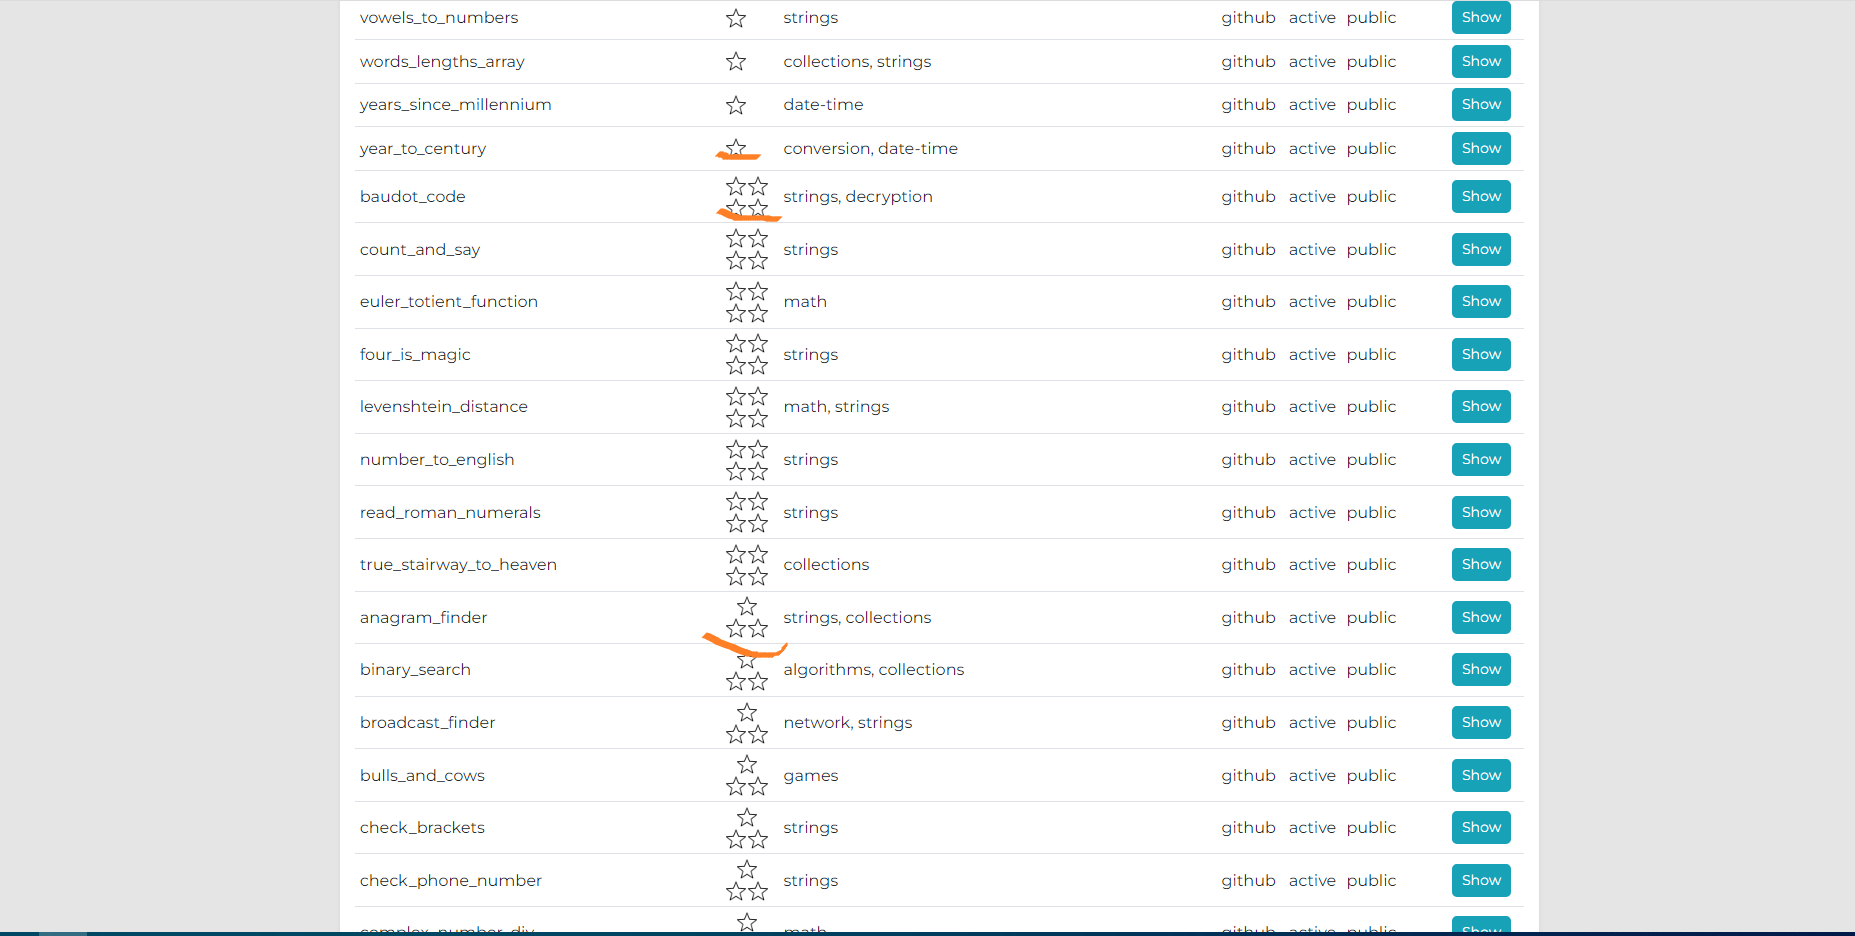 vowels_to_numbers strings github active public Show
words_lengths_array collections, strings github active public Show
years_since_millennium date-time github active public Show
year_to_century conversion, date-time github active public Show
baudot_code strings, decryption github active public Show
count_and_say strings github active public Show
euler_totient_function math github active public Show
four_is_magic strings github active public Show
levenshtein_distance math, strings github active public Show
number_to_english strings github active public Show
read_roman_numerals strings github active public Show
true_stairway_to_heaven collections github active public Show
anagram_finder strings, collections github active public Show
binary_search algorithms, collections github active public Show
broadcast_finder network, strings github active public Show
bulls_and_cows games github active public Show
check_brackets strings github active public Show
check_phone_number strings github active public Show
complex_number_div math github active public Show